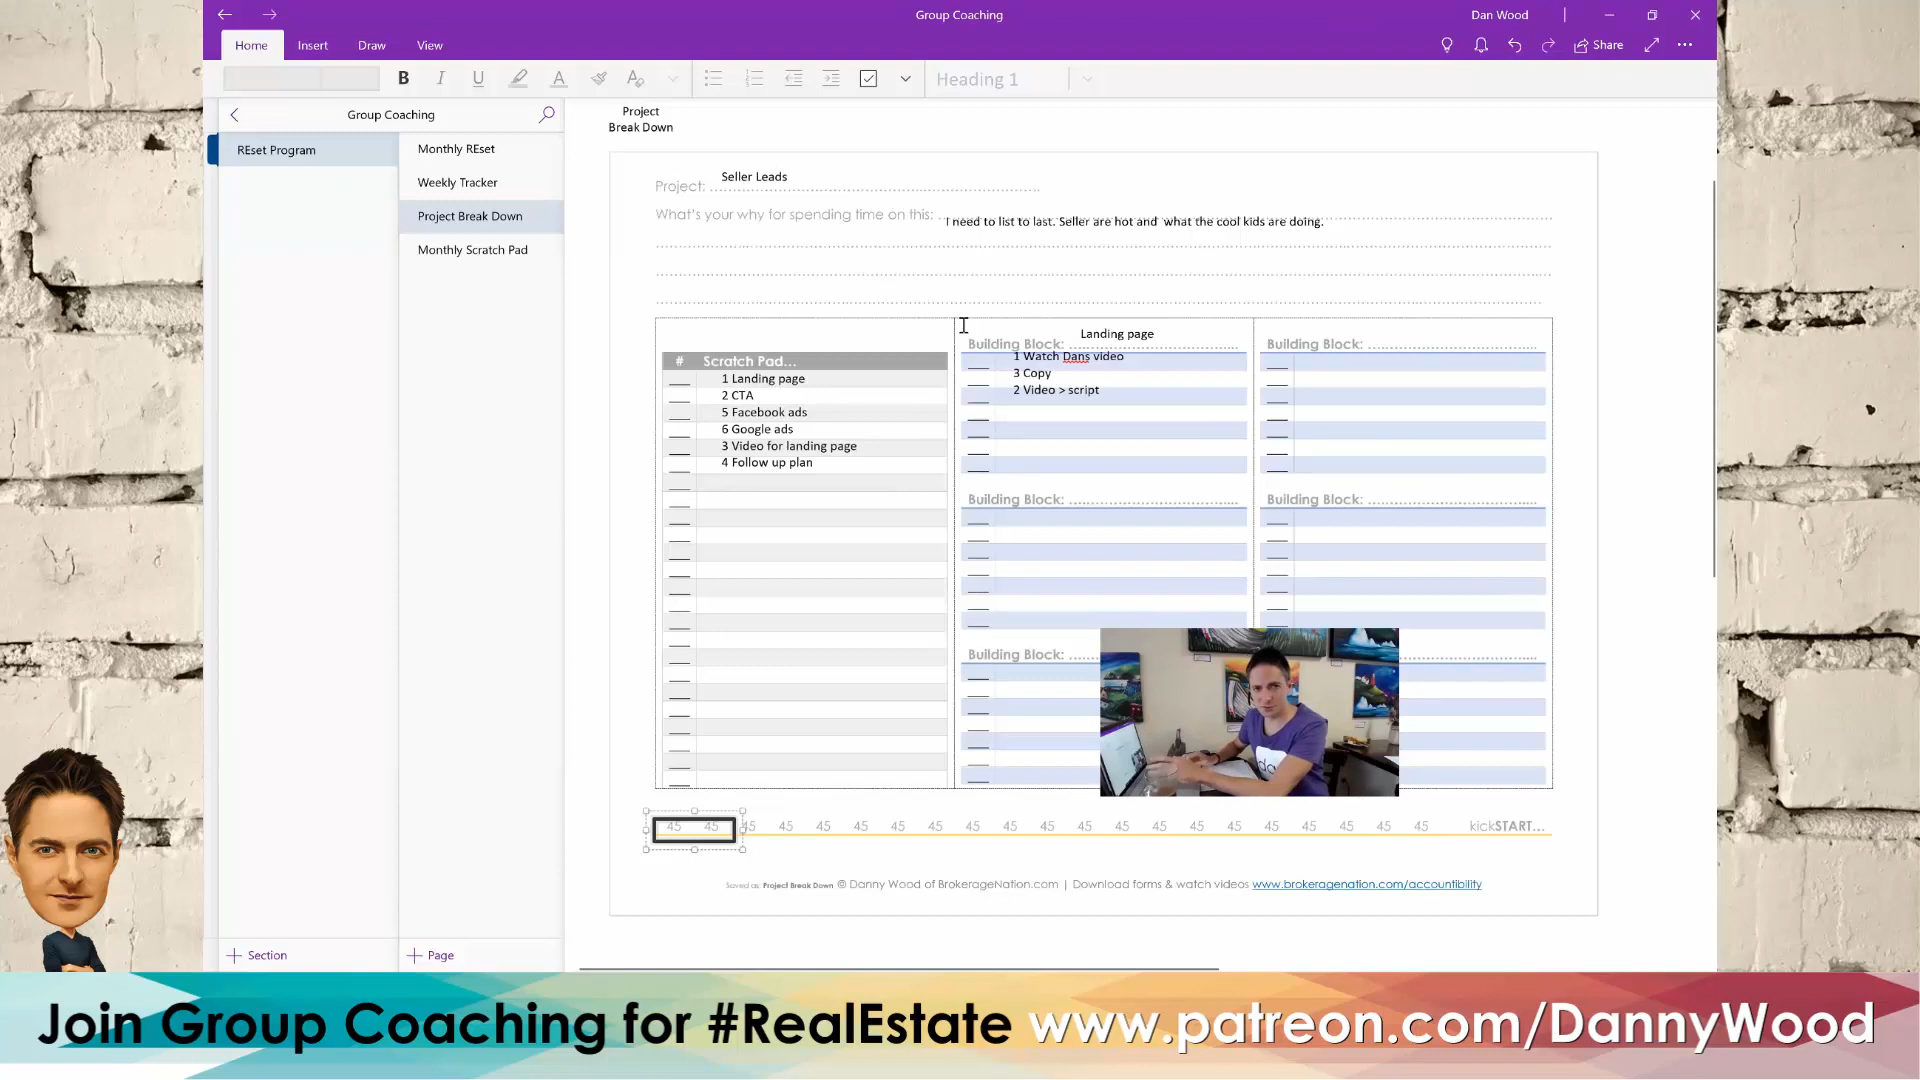 Group Coaching
Dan Wood
Home
Insert
Draw
View
Share
B I U A
Heading 1
Group Coaching
REset Program
Monthly REset
Weekly Tracker
Project Break Down
Monthly Scratch Pad
Section
Page
Project
Break Down
Project: Seller Leads
What's your why for spending time on this: I need to list to last. Seller are hot and  what the cool kids are doing.
# Scratch Pad...
1 Landing page
2 CTA
5 Facebook ads
6 Google ads
3 Video for landing page
4 Follow up plan
Building Block: Landing page
1 Watch Dans video
3 Copy
2 Video > script
Building Block:
Building Block:
Building Block:
Building Block:
45 45 45 45 45 45 45 45 45 45 45 45 45 45 45 45 45 45 45 45 45 kickSTART...
Saved as: Project Break Down © Danny Wood of BrokerageNation.com | Download forms & watch videos www.brokeragenation.com/accountibility
Join Group Coaching for #RealEstate www.patreon.com/DannyWood